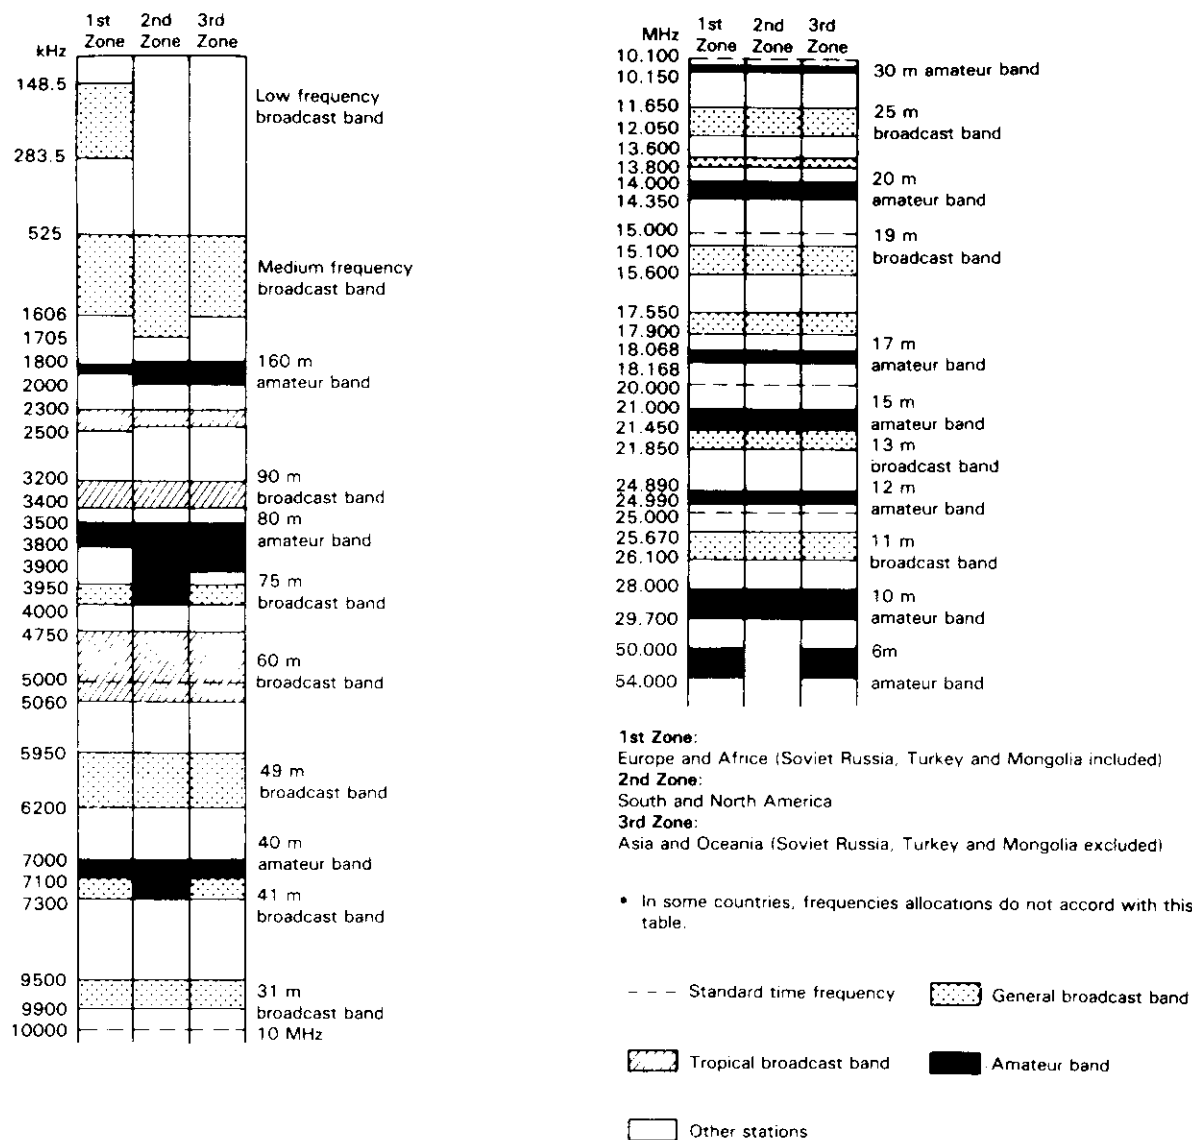 1st 2nd 3rd
kHz Zone Zone Zone
148.5
Low frequency
broadcast band
283.5
525
Medium frequency
broadcast band
1606
1705
1800 160 m
2000 amateur band
2300
2500
3200 90 m
3400 broadcast band
3500 80 m
3800 amateur band
3900
3950 75 m
4000 broadcast band
4750
60 m
5000 broadcast band
5060
5950
49 m
broadcast band
6200
40 m
7000 amateur band
7100
7300 41 m
broadcast band
9500
31 m
9900 broadcast band
10000 10 MHz
1st 2nd 3rd
MHz Zone Zone Zone
10.100
10.150 30 m amateur band
11.650 25 m
12.050 broadcast band
13.600
13.800
14.000 20 m
14.350 amateur band
15.000 19 m
15.100 broadcast band
15.600
17.550
17.900
18.068 17 m
18.168 amateur band
20.000
21.000 15 m
21.450 amateur band
21.850 13 m
broadcast band
24.890 12 m
24.990 amateur band
25.000
25.670 11 m
26.100 broadcast band
28.000 10 m
29.700 amateur band
50.000 6m
54.000 amateur band
1st Zone:
Europe and Africe (Soviet Russia, Turkey and Mongolia included)
2nd Zone:
South and North America
3rd Zone:
Asia and Oceania (Soviet Russia, Turkey and Mongolia excluded)
• In some countries, frequencies allocations do not accord with this
table.
Standard time frequency General broadcast band
Tropical broadcast band Amateur band
Other stations